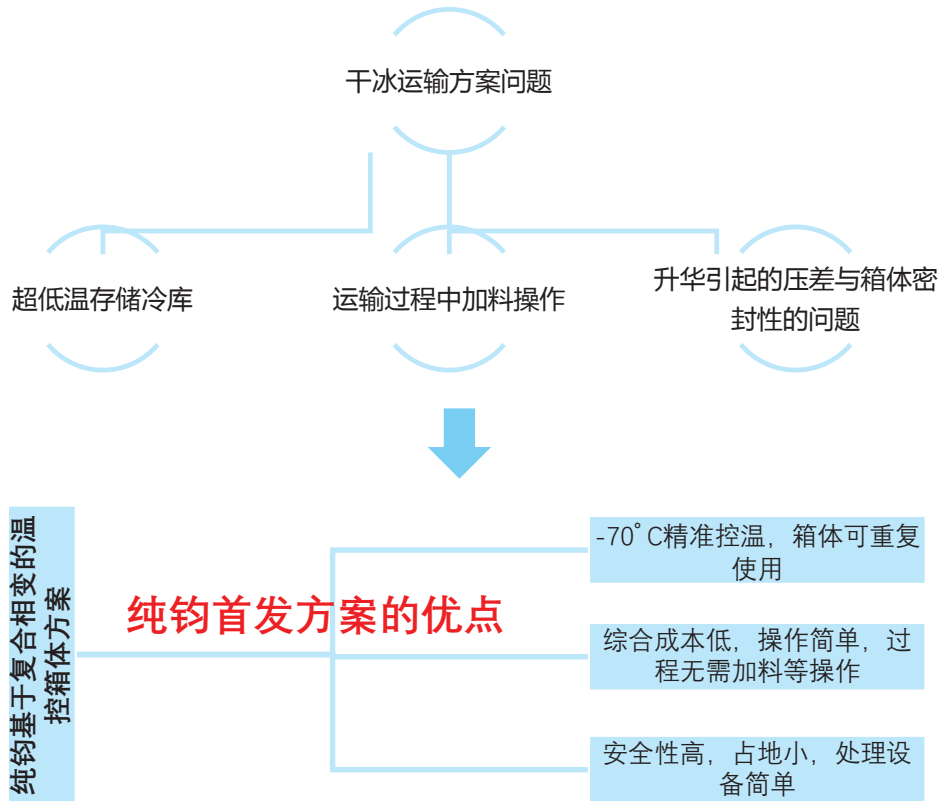 干冰运输方案问题
超低温存储冷库
运输过程中加料操作
升华引起的压差与箱体密
封性的问题
纯钧基于复合相变的温
控箱体方案
纯钧首发方案的优点
-70°C精准控温，箱体可重复
使用
综合成本低，操作简单，过
程无需加料等操作
安全性高，占地小，处理设
备简单